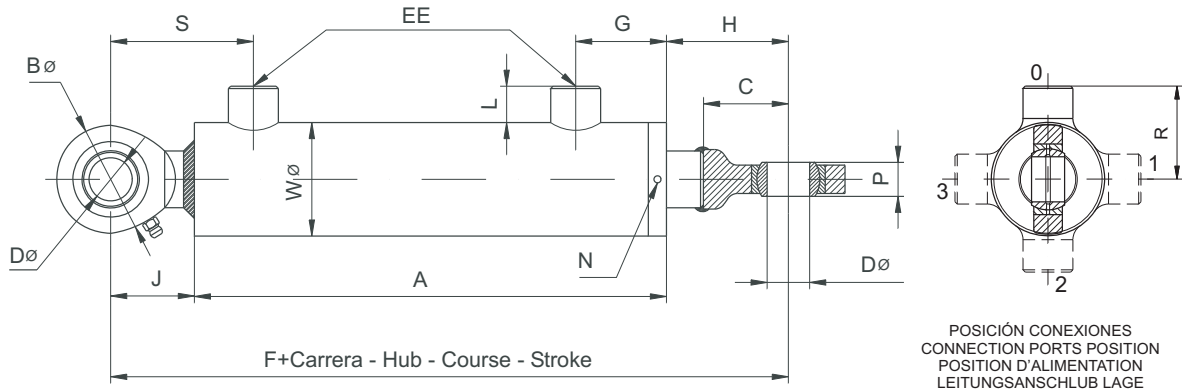 S
EE
G
H
Bø
L
C
0
R
Wø
P
1
3
Dø
J
A
N
Dø
2
F+Carrera - Hub - Course - Stroke
POSICIÓN CONEXIONES
CONNECTION PORTS POSITION
POSITION D'ALIMENTATION
LEITUNGSANSCHLUB LAGE